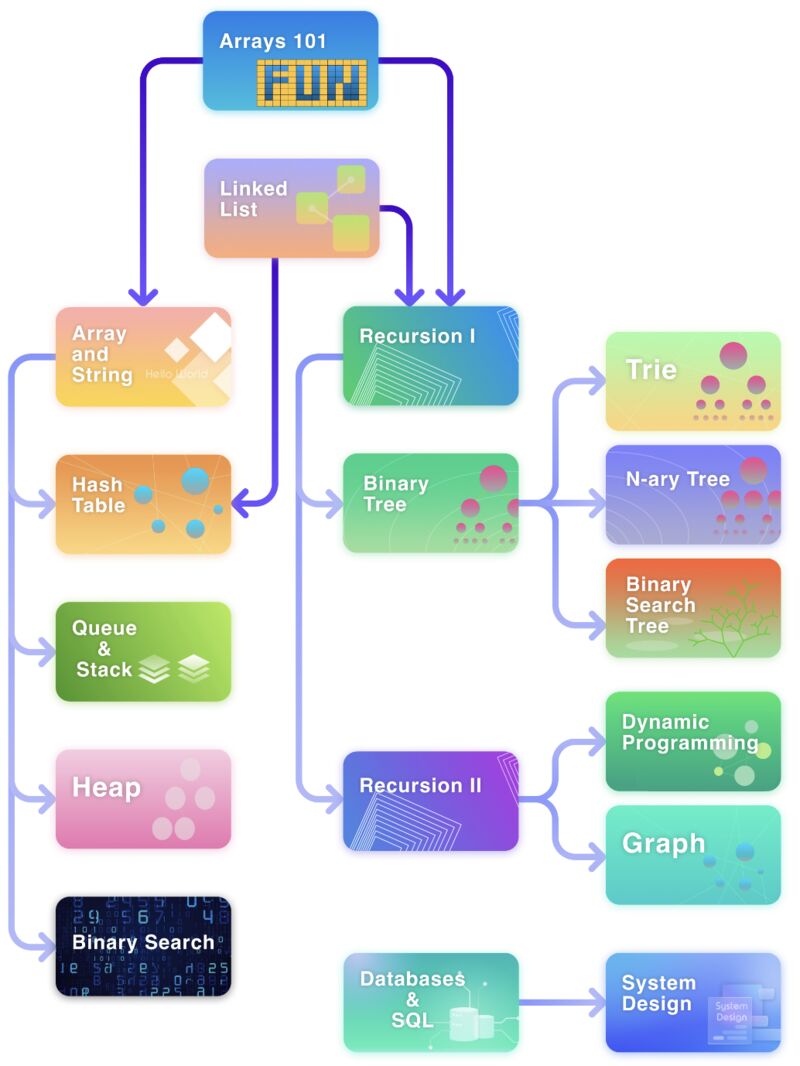 Arrays 101
FUN
Linked
List
Array
and
String
Hello World
Recursion I
Trie
Hash
Table
Binary
Tree
N-ary Tree
Binary
Search
Tree
Queue
&
Stack
Dynamic
Programming
Heap
Recursion II
Graph
Binary Search
Databases
&
SQL
System
Design
System
Design